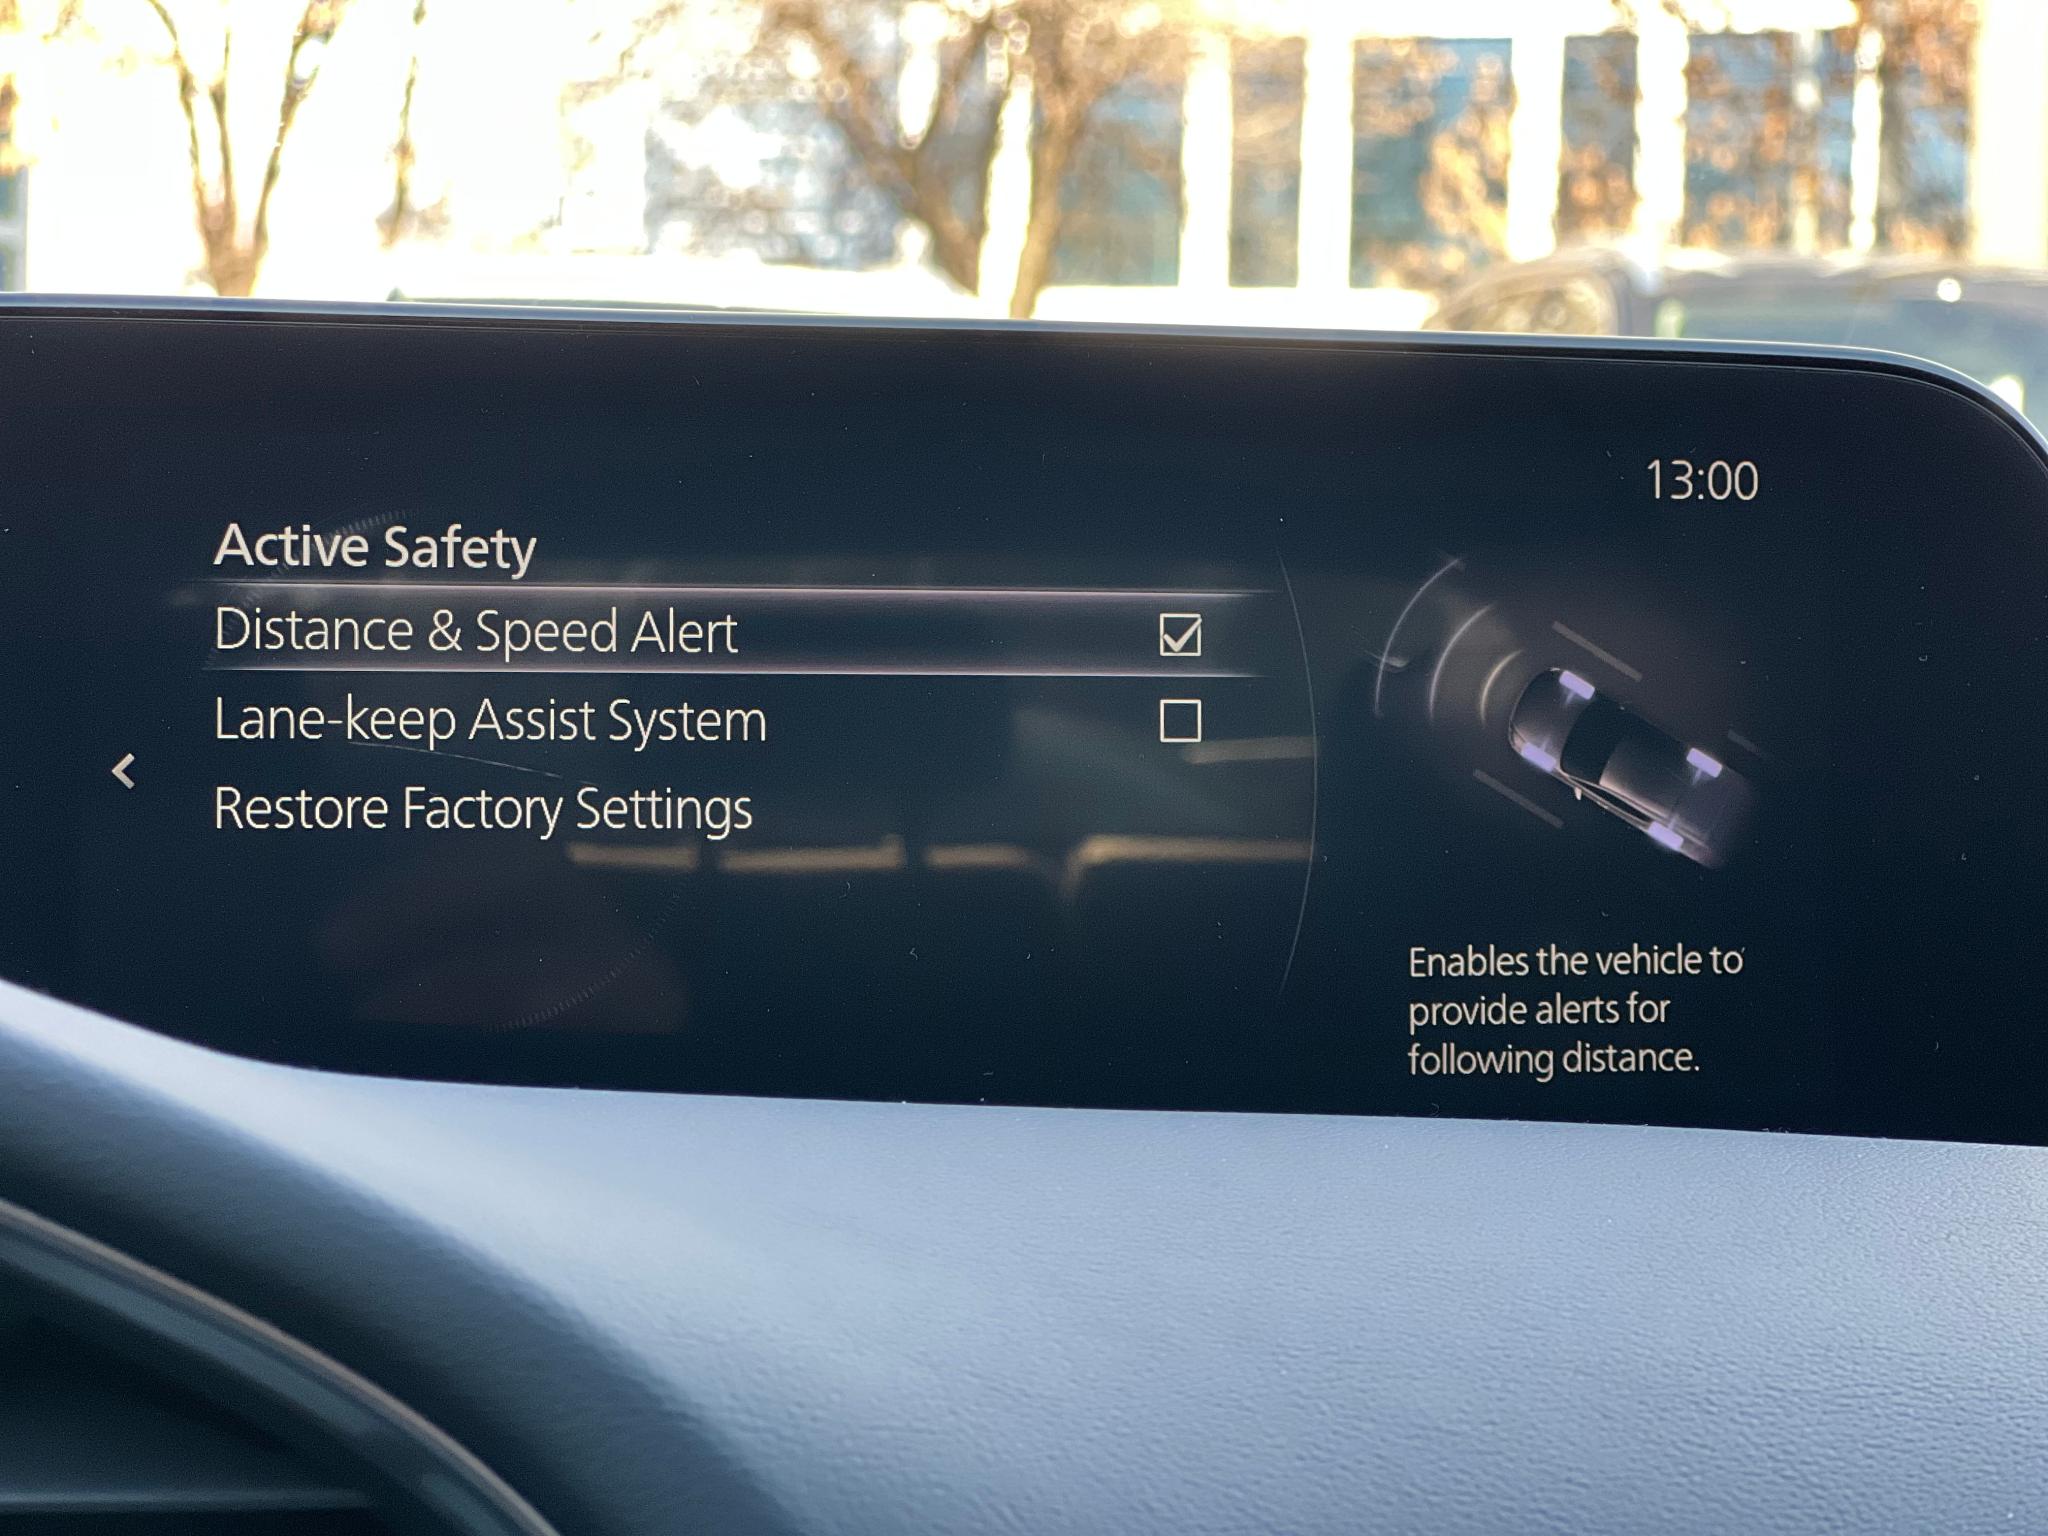 13:00
Active Safety
Distance & Speed Alert
Lane-keep Assist System
Restore Factory Settings
Enables the vehicle to
provide alerts for
following distance.